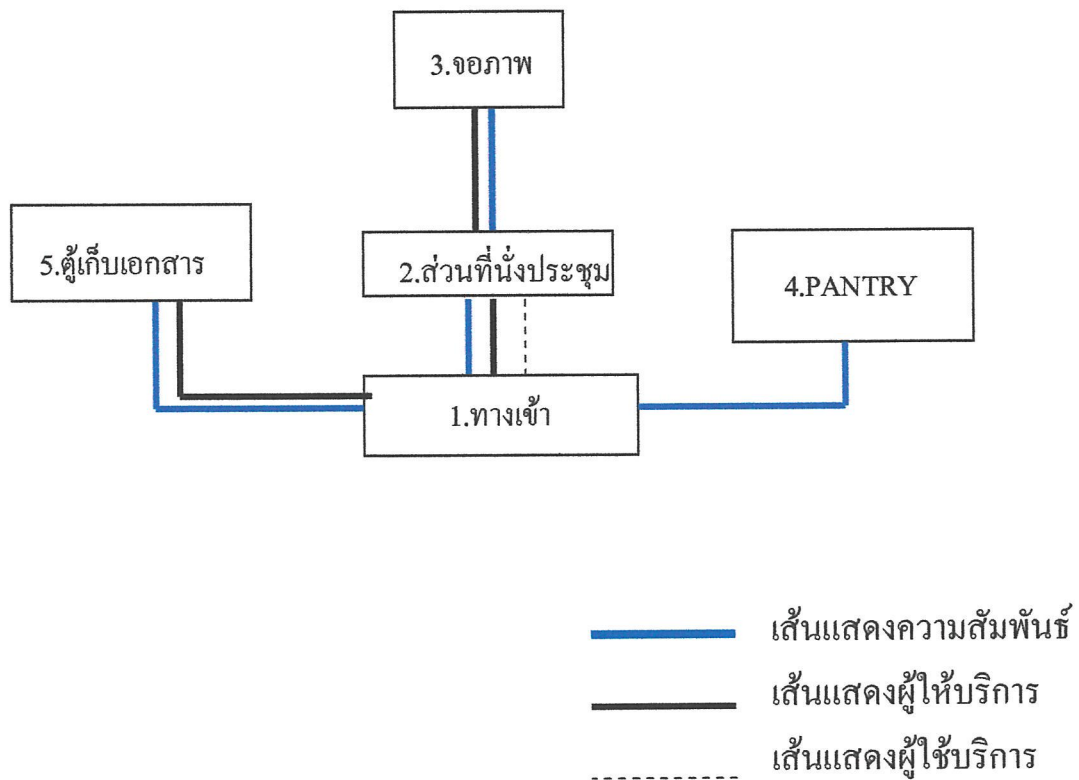 3.จอภาพ
5.ตู้เก็บเอกสาร
2.ส่วนที่นั่งประชุม
4.PANTRY
1.ทางเข้า
เส้นแสดงความสัมพันธ์
เส้นแสดงผู้ให้บริการ
เส้นแสดงผู้ใช้บริการ